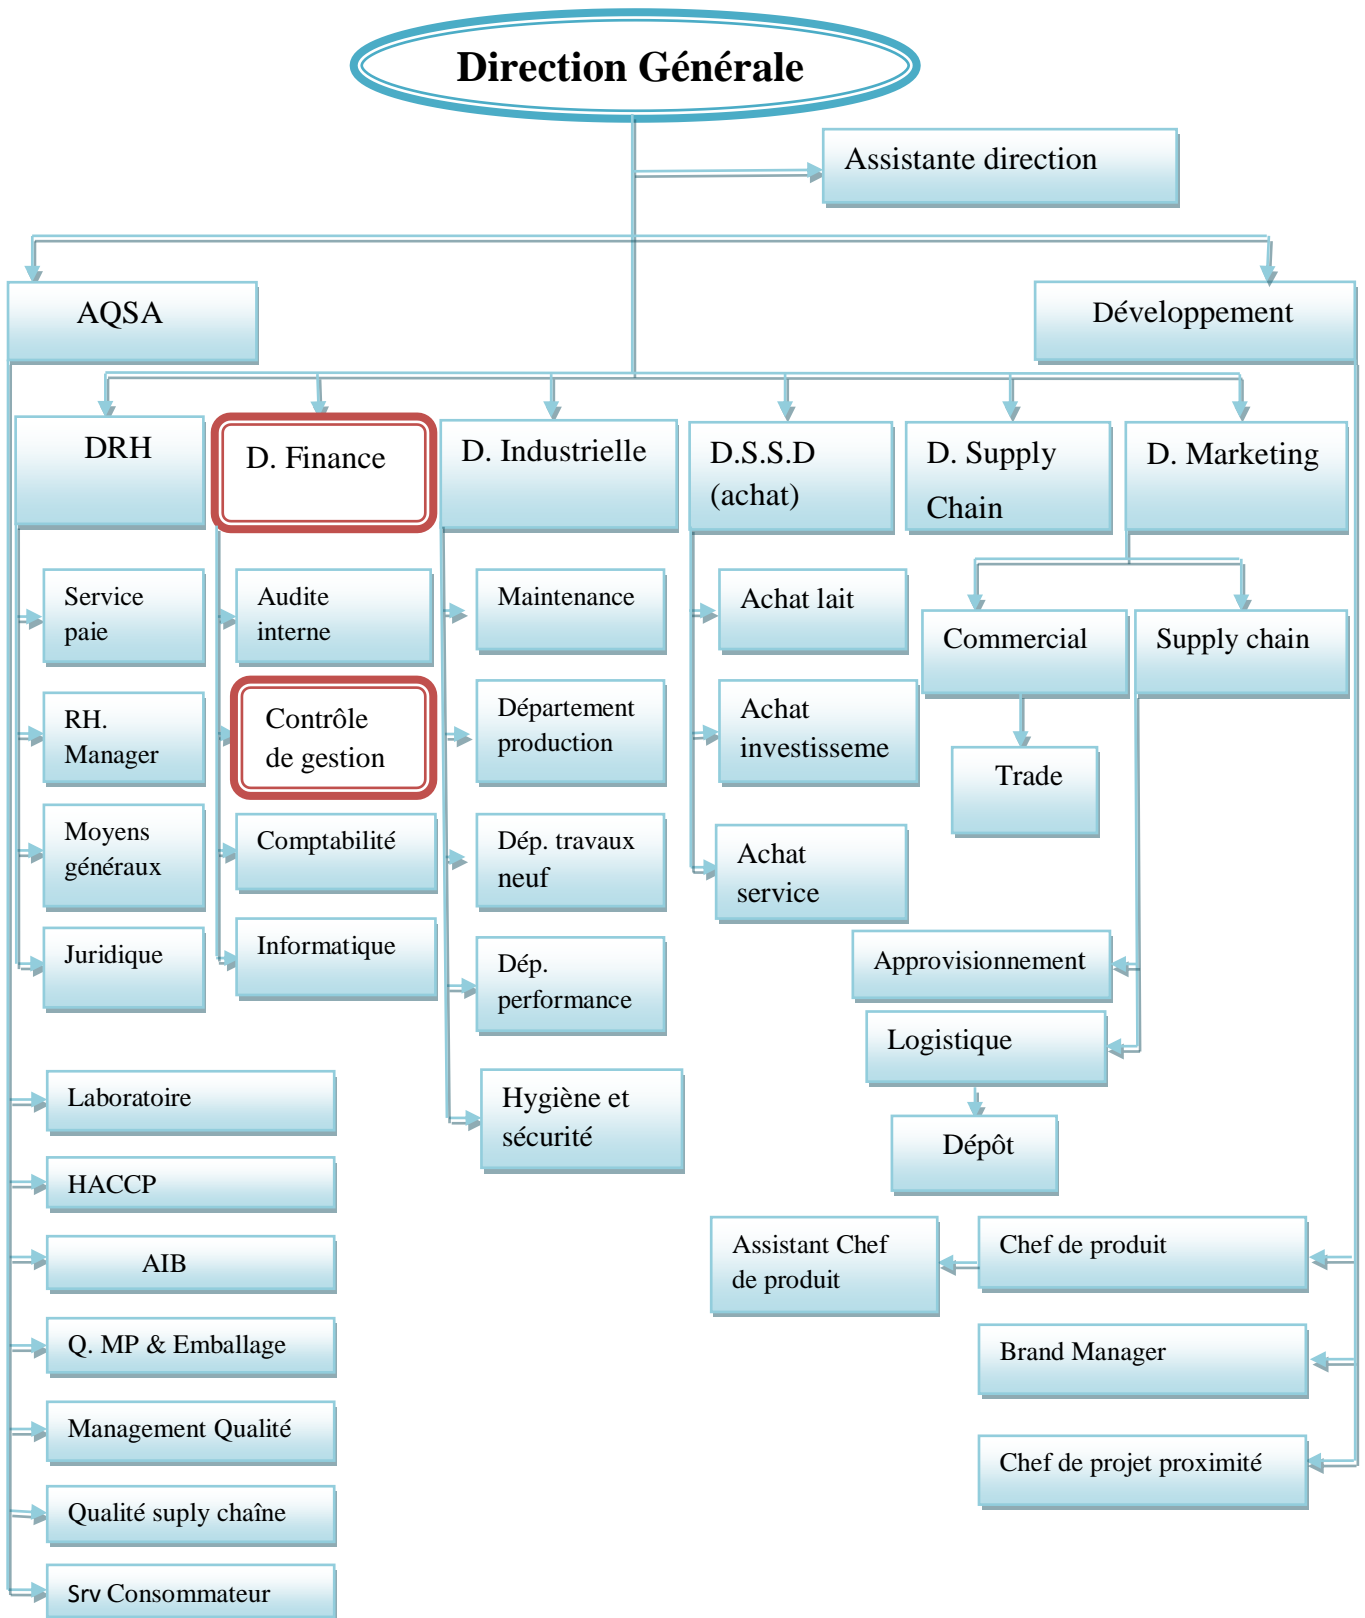 Direction Générale
Assistante direction
AQSA
Développement
DRH
D. Finance
D. Industrielle
D.S.S.D
(achat)
D. Supply
Chain
D. Marketing
Service
paie
RH.
Manager
Moyens
généraux
Juridique
Audite
interne
Contrôle
de gestion
Comptabilité
Informatique
Maintenance
Département
production
Dép. travaux
neuf
Dép.
performance
Hygiène et
sécurité
Achat lait
Achat
investisseme
Achat
service
Commercial
Supply chain
Trade
Approvisionnement
Logistique
Dépôt
Laboratoire
HACCP
AIB
Q. MP & Emballage
Management Qualité
Qualité suply chaîne
Srv Consommateur
Assistant Chef
de produit
Chef de produit
Brand Manager
Chef de projet proximité